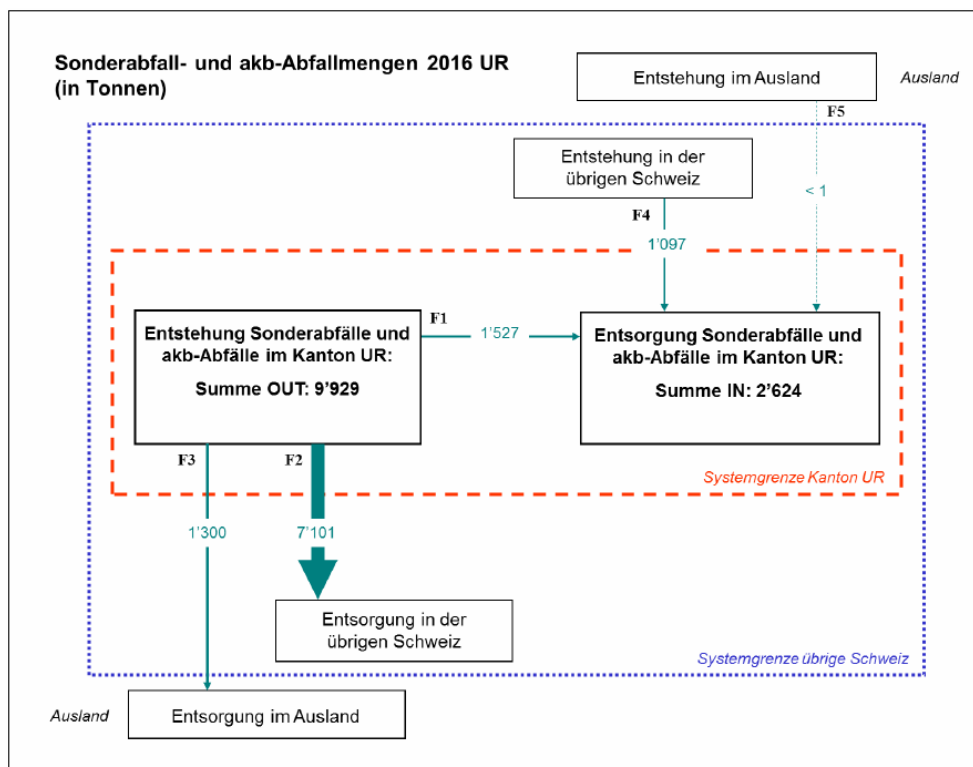 Sonderabfall- und akb-Abfallmengen 2016 UR
(in Tonnen)
Entstehung im Ausland
Ausland
F5
Entstehung in der
übrigen Schweiz
< 1
F4
1’097
Entstehung Sonderabfälle und
akb-Abfälle im Kanton UR:
Summe OUT: 9’929
F1
1’527
Entsorgung Sonderabfälle und
akb-Abfälle im Kanton UR:
Summe IN: 2’624
F3
F2
Systemgrenze Kanton UR
1’300
7’101
Entsorgung in der
übrigen Schweiz
Systemgrenze übrige Schweiz
Ausland
Entsorgung im Ausland